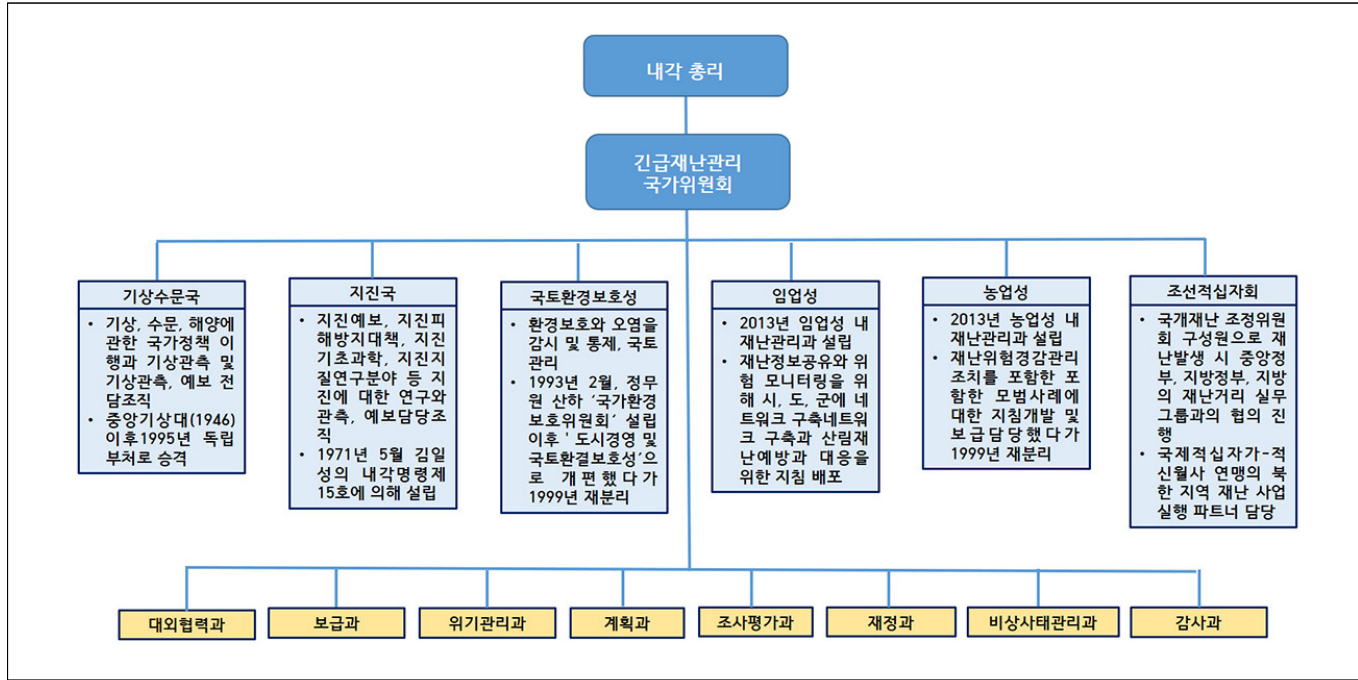 내각 총리
긴급재난관리
국가위원회
기상수문국
• 기상, 수문, 해양에
관한 국가정책 이
행과 기상관측 및
기상관측, 예보 전
담조직
• 중앙기상대(1946)
이후1995년 독립
부처로 승격
지진국
• 지진예보, 지진피
해방지대책, 지진
기초과학, 지진지
질연구분야 등 지
진에 대한 연구와
관측, 예보담당조
직
• 1971년 5월 김일
성의 내각명령제
15호에 의해 설립
국토환경보호성
• 환경보호와 오염을
감시 및 통제, 국토
관리
• 1993년 2월, 정무
원 산하 '국가환경
보호위원회' 설립
이후 ' 도시경영 및
국토환결보호성'으
로 개편했다가
1999년 재분리
임업성
• 2013년 임업성 내
재난관리과 설립
• 재난정보공유와 위
험 모니터링을 위
해 시, 도, 군에 네
트워크 구축네트워
크 구축과 산림재
난예방과 대응을
위한 지침 배포
농업성
• 2013년 농업성 내
재난관리과 설립
• 재난위험경감관리
조치를 포함한 포
함한 모범사례에
대한 지침개발 및
보급담당했다가
1999년 재분리
조선적십자회
• 국개재난 조정위원
회 구성원으로 재
난발생 시 중앙정
부, 지방정부, 지방
의 재난거리 실무
그룹과의 협의 진
행
• 국제적십자가-적
신월사 연맹의 북
한 지역 재난 사업
실행 파트너 담당
대외협력과
보급과
위기관리과
계획과
조사평가과
재정과
비상사태관리과
감사과